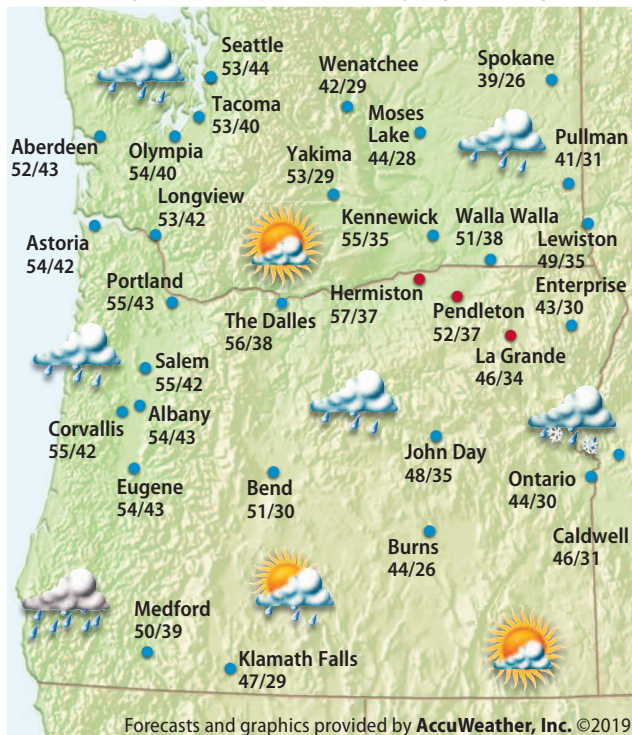 Seattle
53/44
Wenatchee
42/29
Spokane
39/26
Tacoma
53/40
Moses
Lake
44/28
Aberdeen
52/43
Olympia
54/40
Yakima
53/29
Pullman
41/31
Longview
53/42
Kennewick
55/35
Walla Walla
51/38
Lewiston
49/35
Astoria
54/42
Portland
55/43
The Dalles
56/38
Hermiston
57/37
Pendleton
52/37
Enterprise
43/30
La Grande
46/34
Salem
55/42
Albany
54/43
Corvallis
55/42
John Day
48/35
Ontario
44/30
Eugene
54/43
Bend
51/30
Caldwell
46/31
Burns
44/26
Medford
50/39
Klamath Falls
47/29
Forecasts and graphics provided by AccuWeather, Inc. ©2019